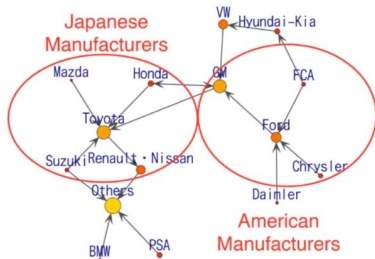 Japanese
Manufacturers
VW
Hyundai-Kia
Mazda
Honda
GM
FCA
Toyota
Ford
Suzuki
Renault・Nissan
Chrysler
Others
Daimler
American
Manufacturers
BMW
PSA